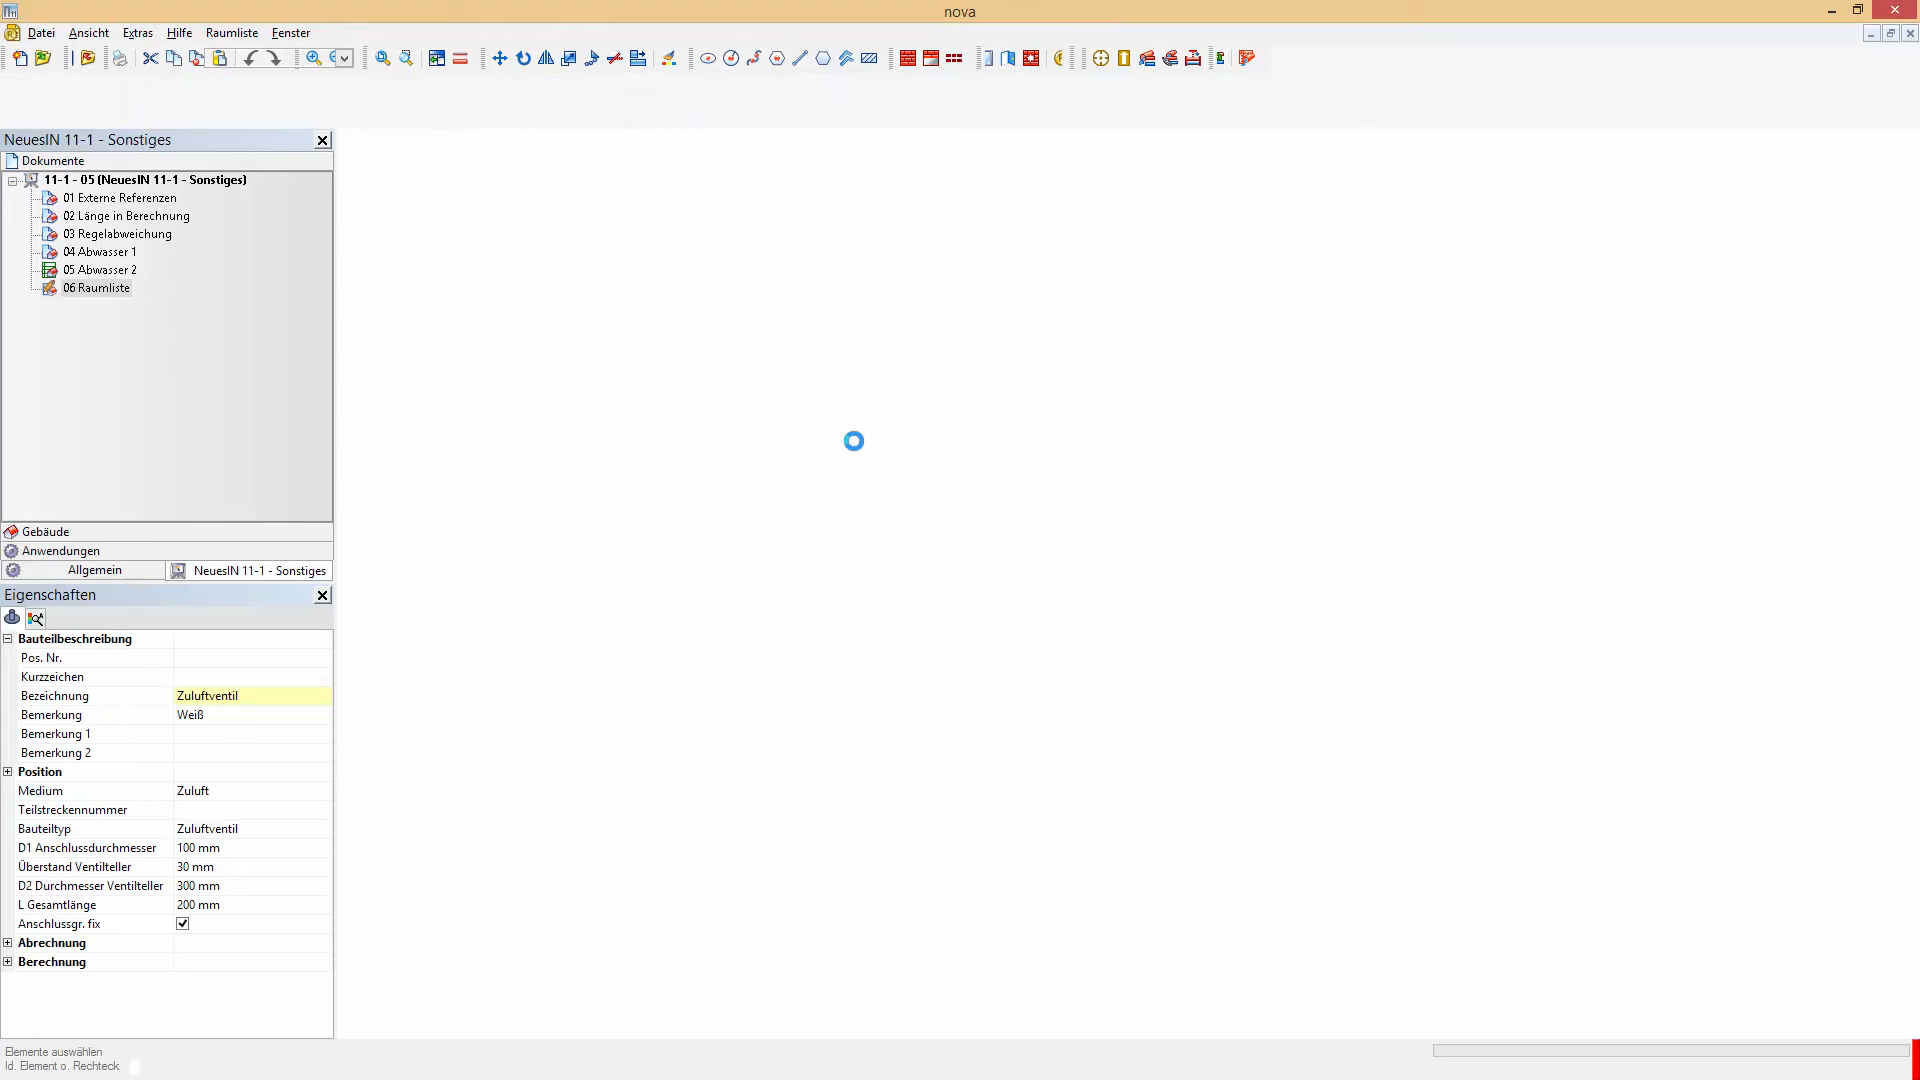 nova
Datei Ansicht Extras Hilfe Raumliste Fenster
NeuesIN 11-1 - Sonstiges
Dokumente
11-1 - 05 (NeuesIN 11-1 - Sonstiges)
01 Externe Referenzen
02 Länge in Berechnung
03 Regelabweichung
04 Abwasser 1
05 Abwasser 2
06 Raumliste
Gebäude
Anwendungen
Allgemein NeuesIN 11-1 - Sonstiges
Eigenschaften
Bauteilbeschreibung
Pos. Nr.
Kurzzeichen
Bezeichnung Zuluftventil
Bemerkung Weiß
Bemerkung 1
Bemerkung 2
Position
Medium Zuluft
Teilstreckennummer
Bauteiltyp Zuluftventil
D1 Anschlussdurchmesser 100 mm
Überstand Ventilteller 30 mm
D2 Durchmesser Ventilteller 300 mm
L Gesamtlänge 200 mm
Anschlussgr. fix
Abrechnung
Berechnung
Elemente auswählen
Id. Element o. Rechteck